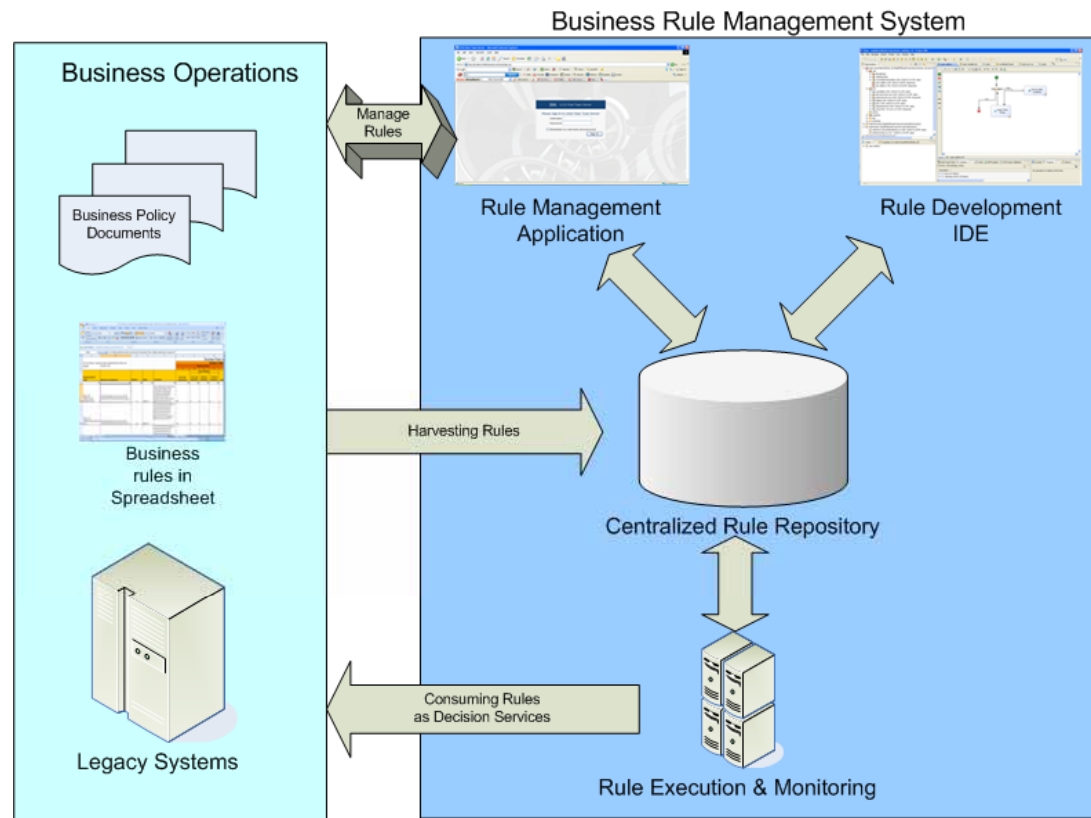 Business Rule Management System
Business Operations
Manage
Rules
Business Policy
Documents
Rule Management
Application
Rule Development
IDE
Business
rules in
Spreadsheet
Harvesting Rules
Centralized Rule Repository
Legacy Systems
Consuming Rules
as Decision Services
Rule Execution & Monitoring